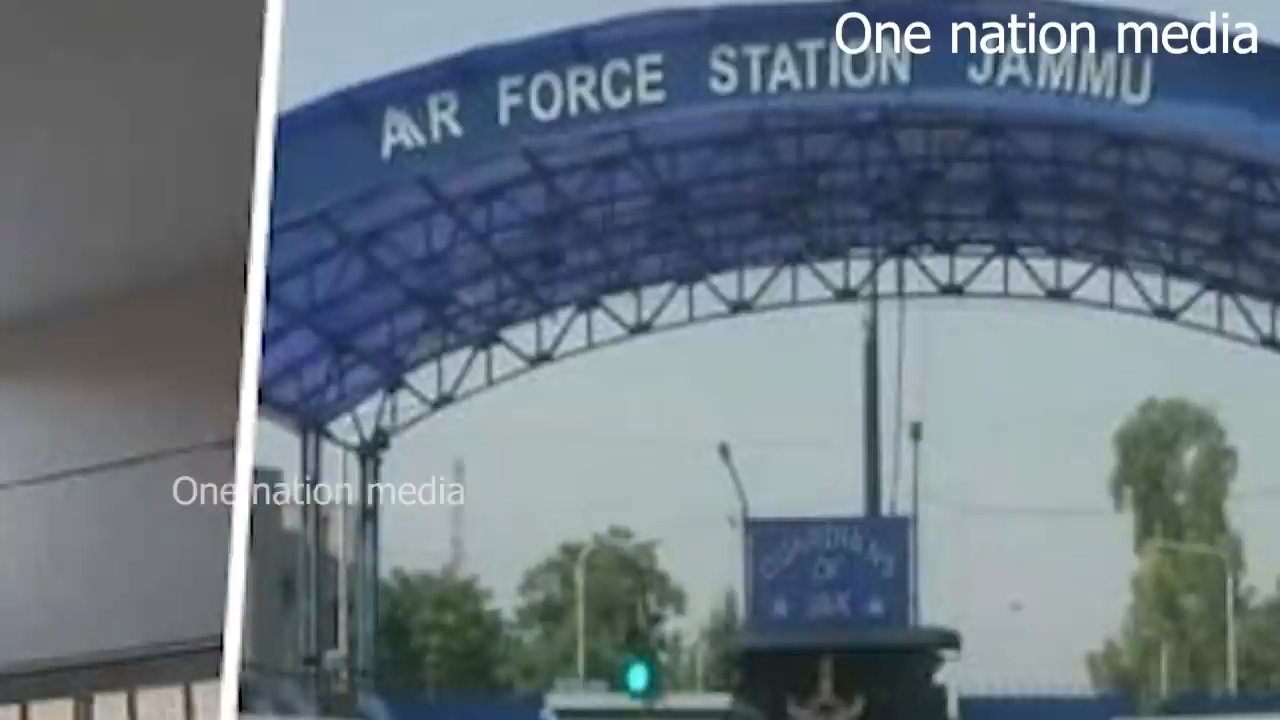 One nation media
AIR FORCE STATION JAMMU
One nation media
GUARDIANS
OF
J&K